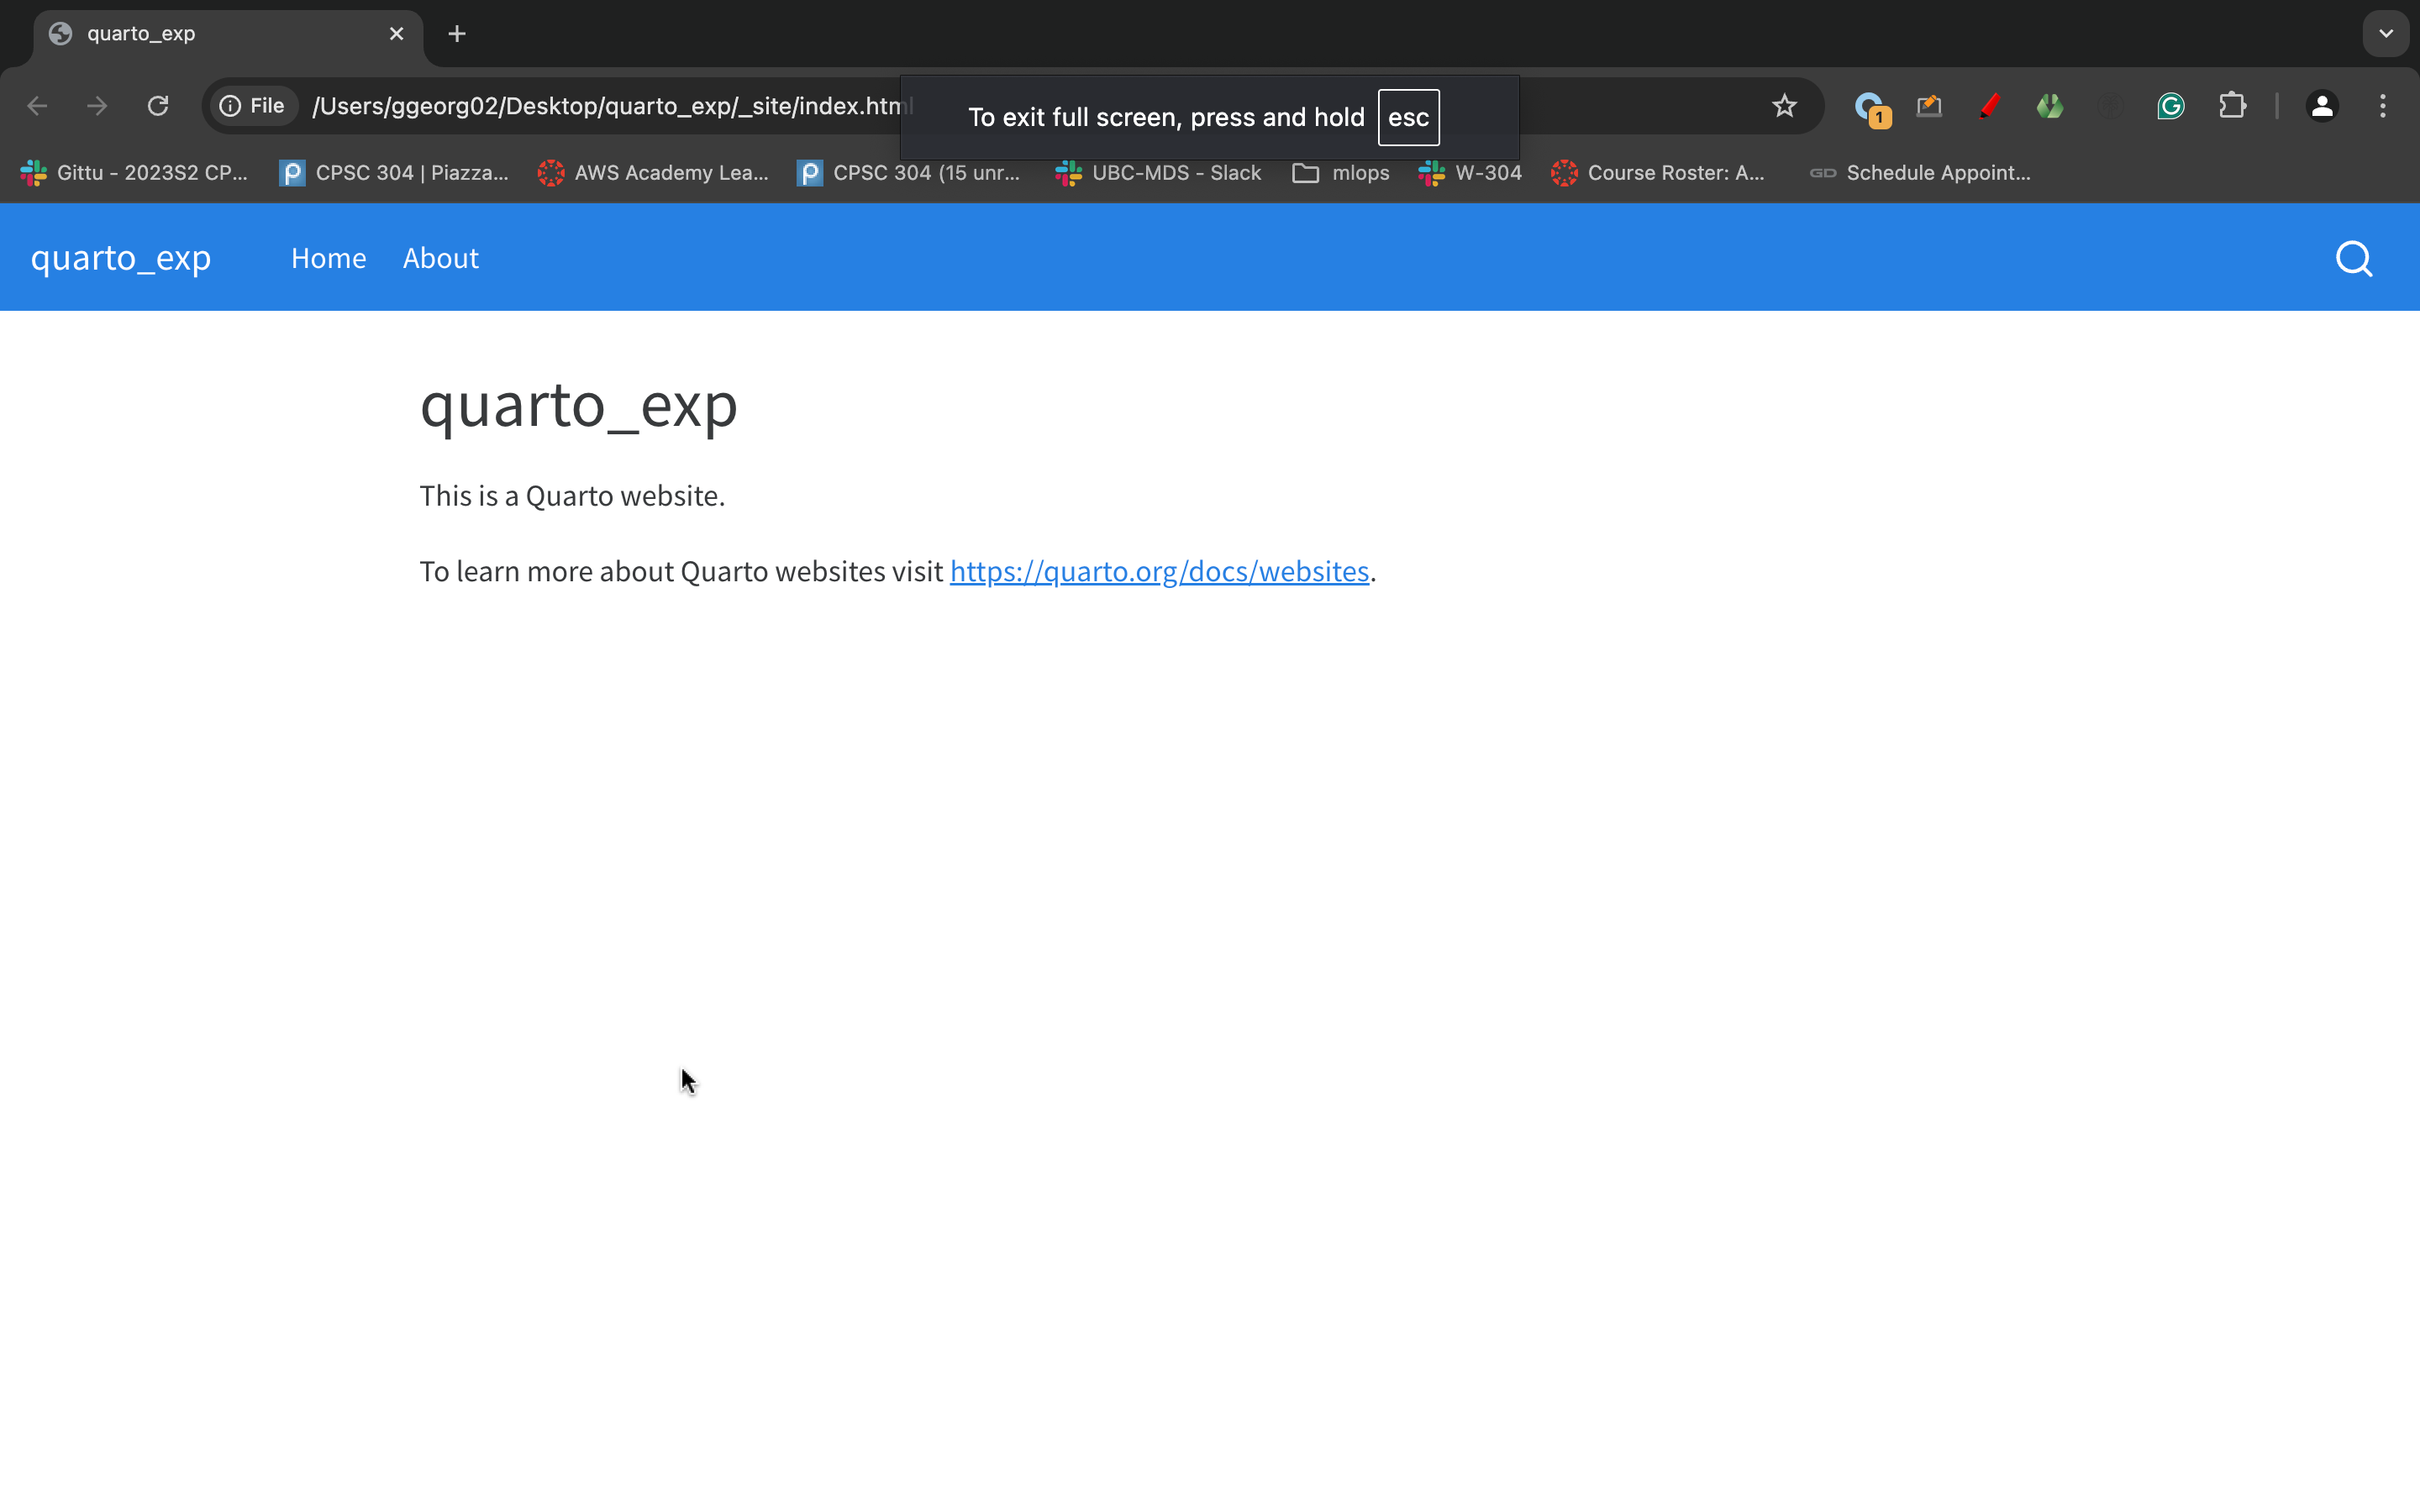 quarto_exp
File /Users/ggeorg02/Desktop/quarto_exp/_site/index.html
To exit full screen, press and hold esc
1
Gittu - 2023S2 CP... CPSC 304 | Piazza... AWS Academy Lea... CPSC 304 (15 unr... UBC-MDS - Slack mlops W-304 Course Roster: A... GD Schedule Appoint...
quarto_exp Home About
quarto_exp
This is a Quarto website.
To learn more about Quarto websites visit https://quarto.org/docs/websites.